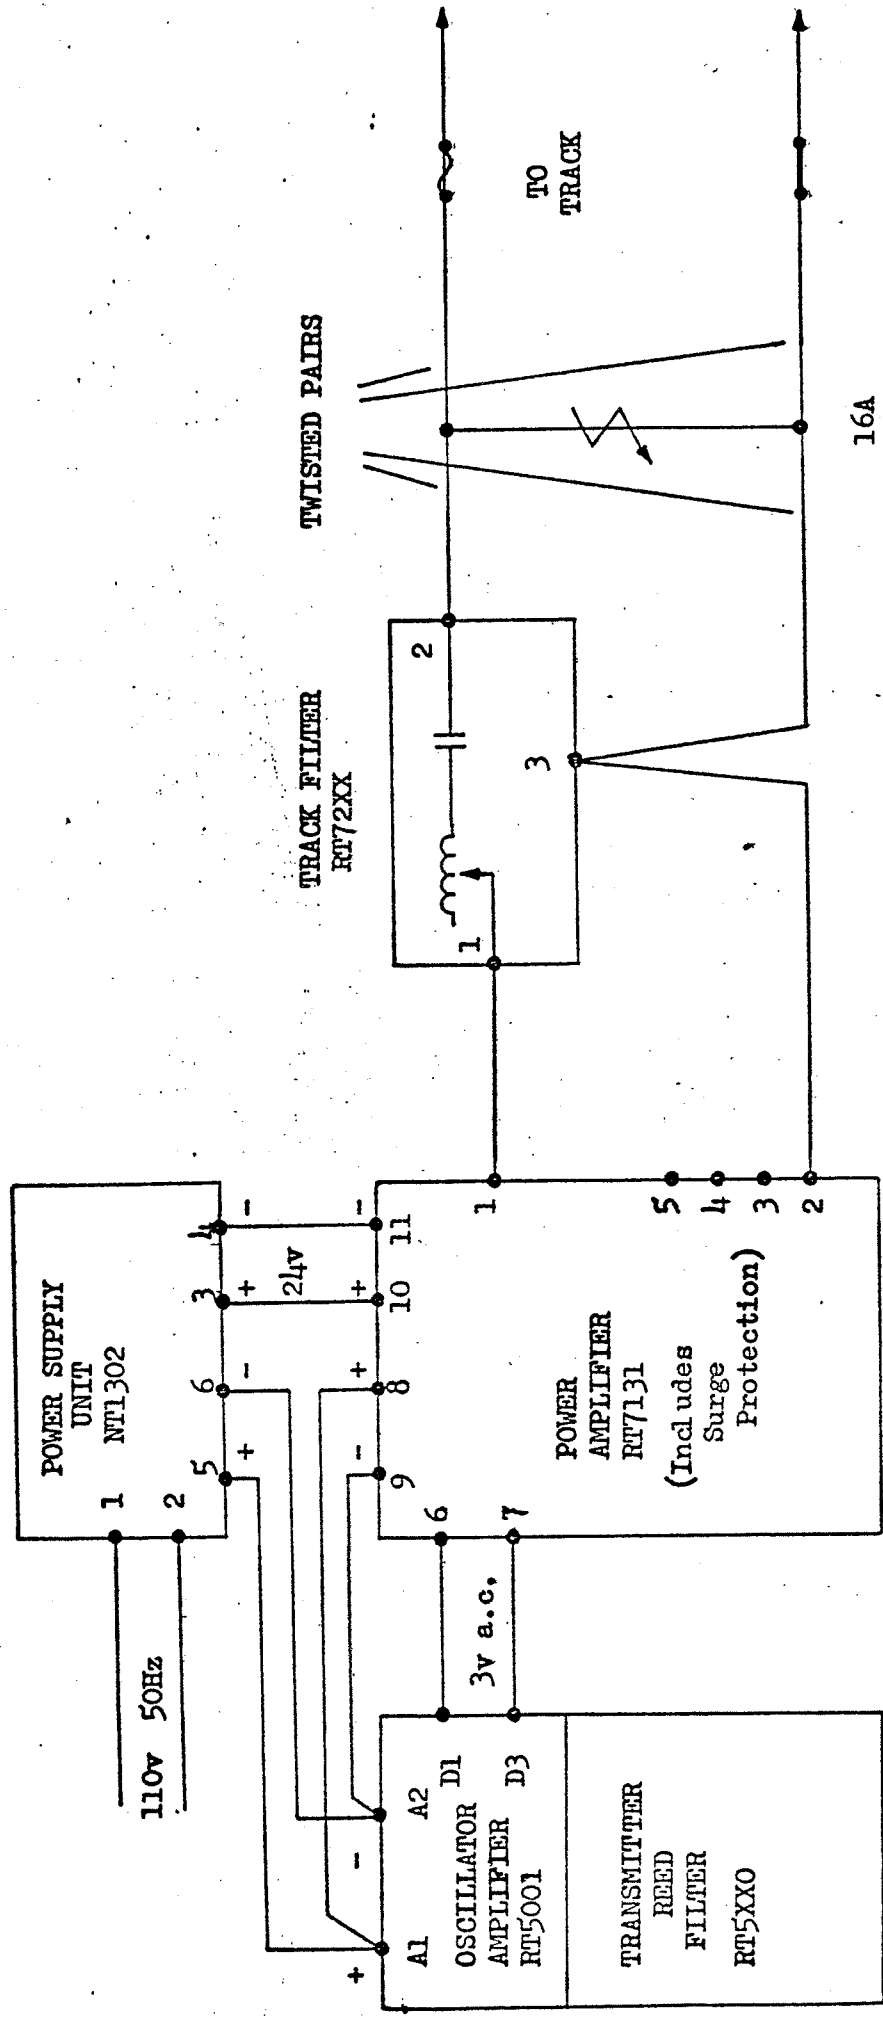 110v 50Hz
1
2
POWER SUPPLY
UNIT
NT1302
5
6
3
4
+
-
+
-
24v
-
+
+
-
9
8
10
11
+
-
A1
A2
D1
D3
OSCILLATOR
AMPLIFIER
RT5001
TRANSMITTER
REED
FILTER
RT5XX0
3v a.c.
6
7
POWER
AMPLIFIER
RT7131
(Includes
Surge
Protection)
1
5
4
3
2
TRACK FILTER
RT72XX
1
2
3
TWISTED PAIRS
TO
TRACK
16A